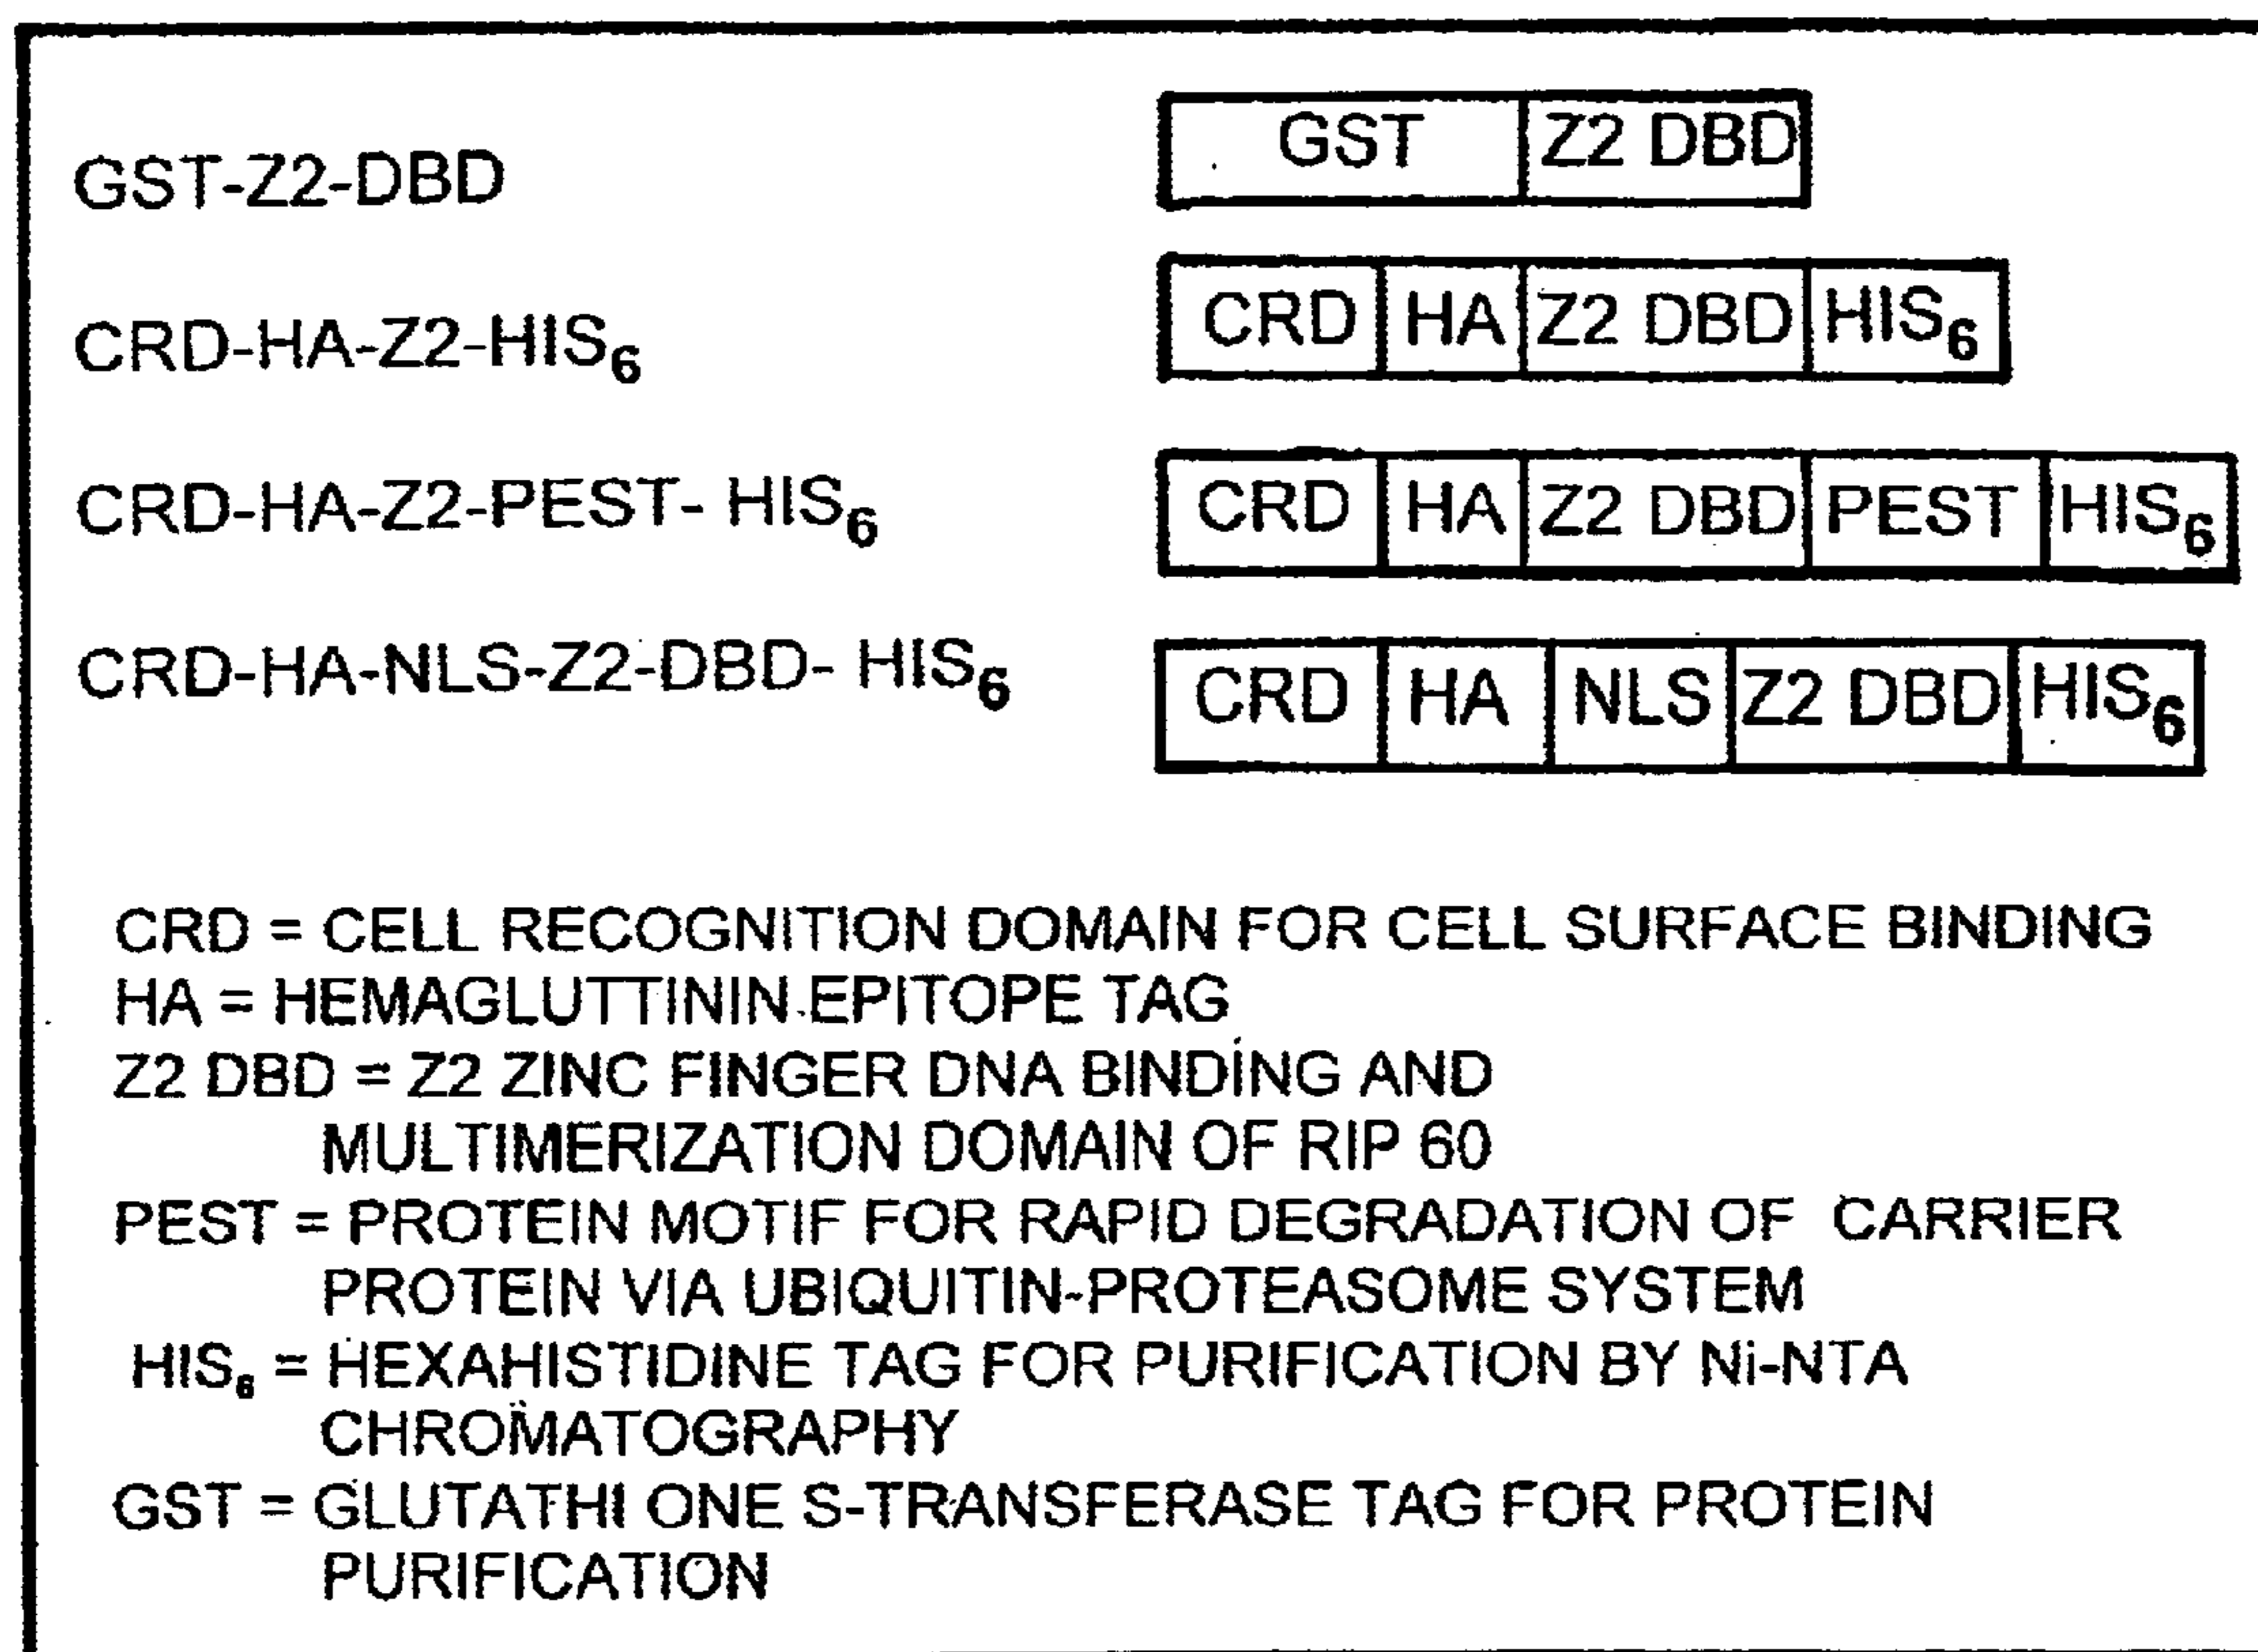 GST-Z2-DBD
GST Z2 DBD
CRD-HA-Z2-HIS₆
CRD HA Z2 DBD HIS₆
CRD-HA-Z2-PEST- HIS₆
CRD HA Z2 DBD PEST HIS₆
CRD-HA-NLS-Z2-DBD- HIS₆
CRD HA NLS Z2 DBD HIS₆
CRD = CELL RECOGNITION DOMAIN FOR CELL SURFACE BINDING
HA = HEMAGLUTTININ EPITOPE TAG
Z2 DBD = Z2 ZINC FINGER DNA BINDING AND
MULTIMERIZATION DOMAIN OF RIP 60
PEST = PROTEIN MOTIF FOR RAPID DEGRADATION OF CARRIER
PROTEIN VIA UBIQUITIN-PROTEASOME SYSTEM
HIS₆ = HEXAHISTIDINE TAG FOR PURIFICATION BY Ni-NTA
CHROMATOGRAPHY
GST = GLUTATHI ONE S-TRANSFERASE TAG FOR PROTEIN
PURIFICATION